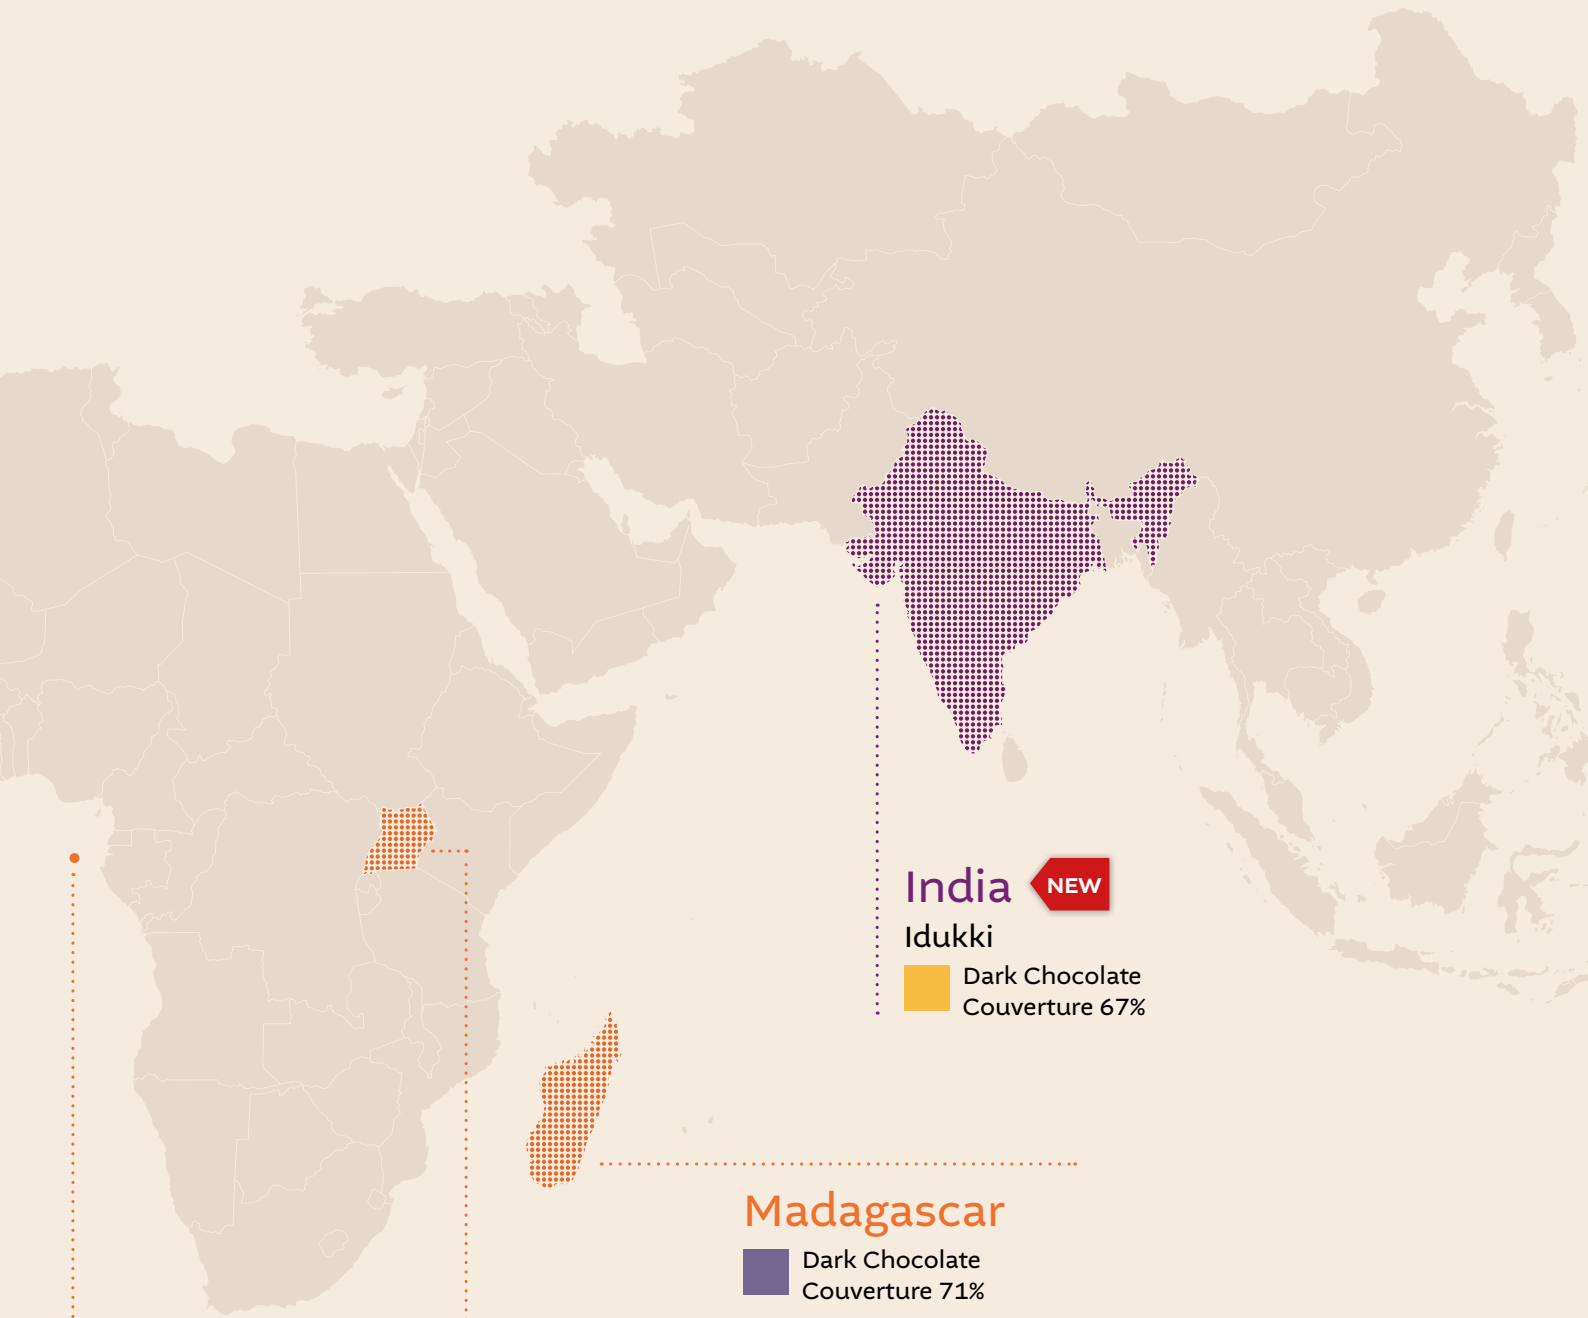 India
NEW
Idukki
Dark Chocolate
Couverture 67%
Madagascar
Dark Chocolate
Couverture 71%